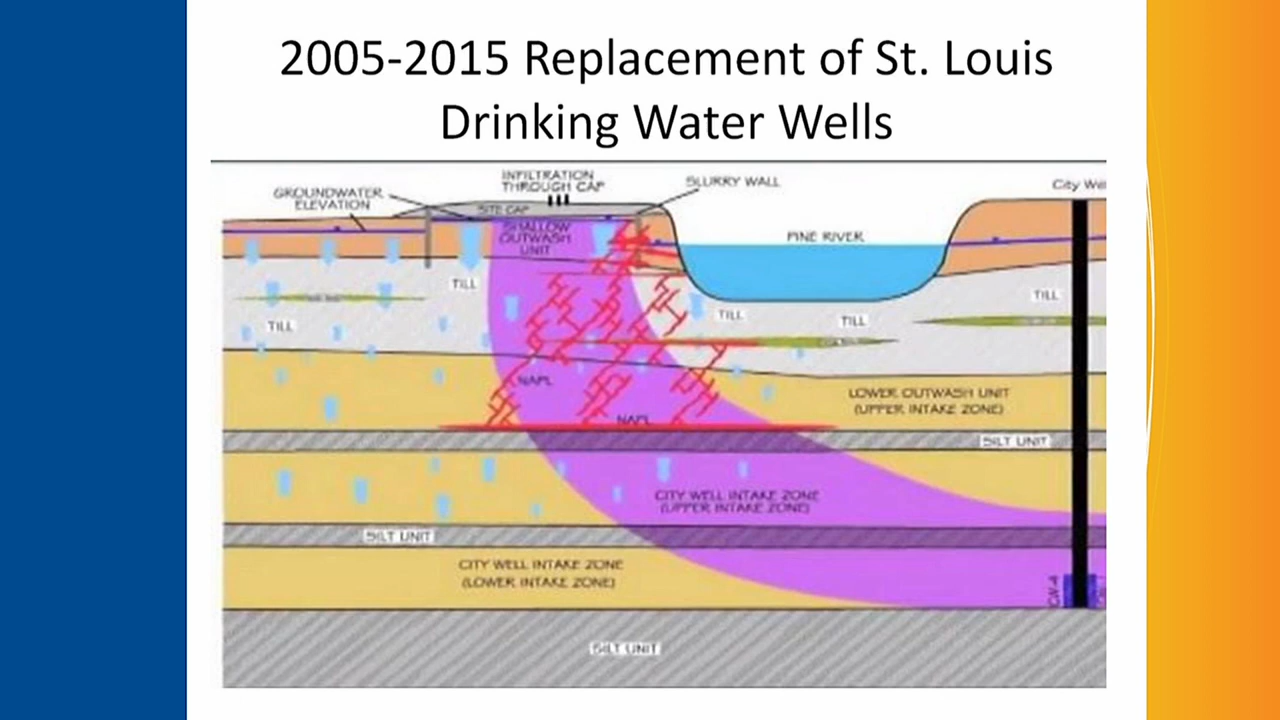 2005-2015 Replacement of St. Louis
Drinking Water Wells
INFILTRATION
THROUGH CAP
SLURRY WALL
GROUNDWATER
ELEVATION
City We
SITE CAP
SHALLOW
OUTWASH
UNIT
PINE RIVER
TILL
TILL
TILL
TILL
TILL
NAPL
LOWER OUTWASH UNIT
(UPPER INTAKE ZONE)
NAPL
SILT UNIT
CITY WELL INTAKE ZONE
(UPPER INTAKE ZONE)
SILT UNIT
CITY WELL INTAKE ZONE
(LOWER INTAKE ZONE)
SILT UNIT